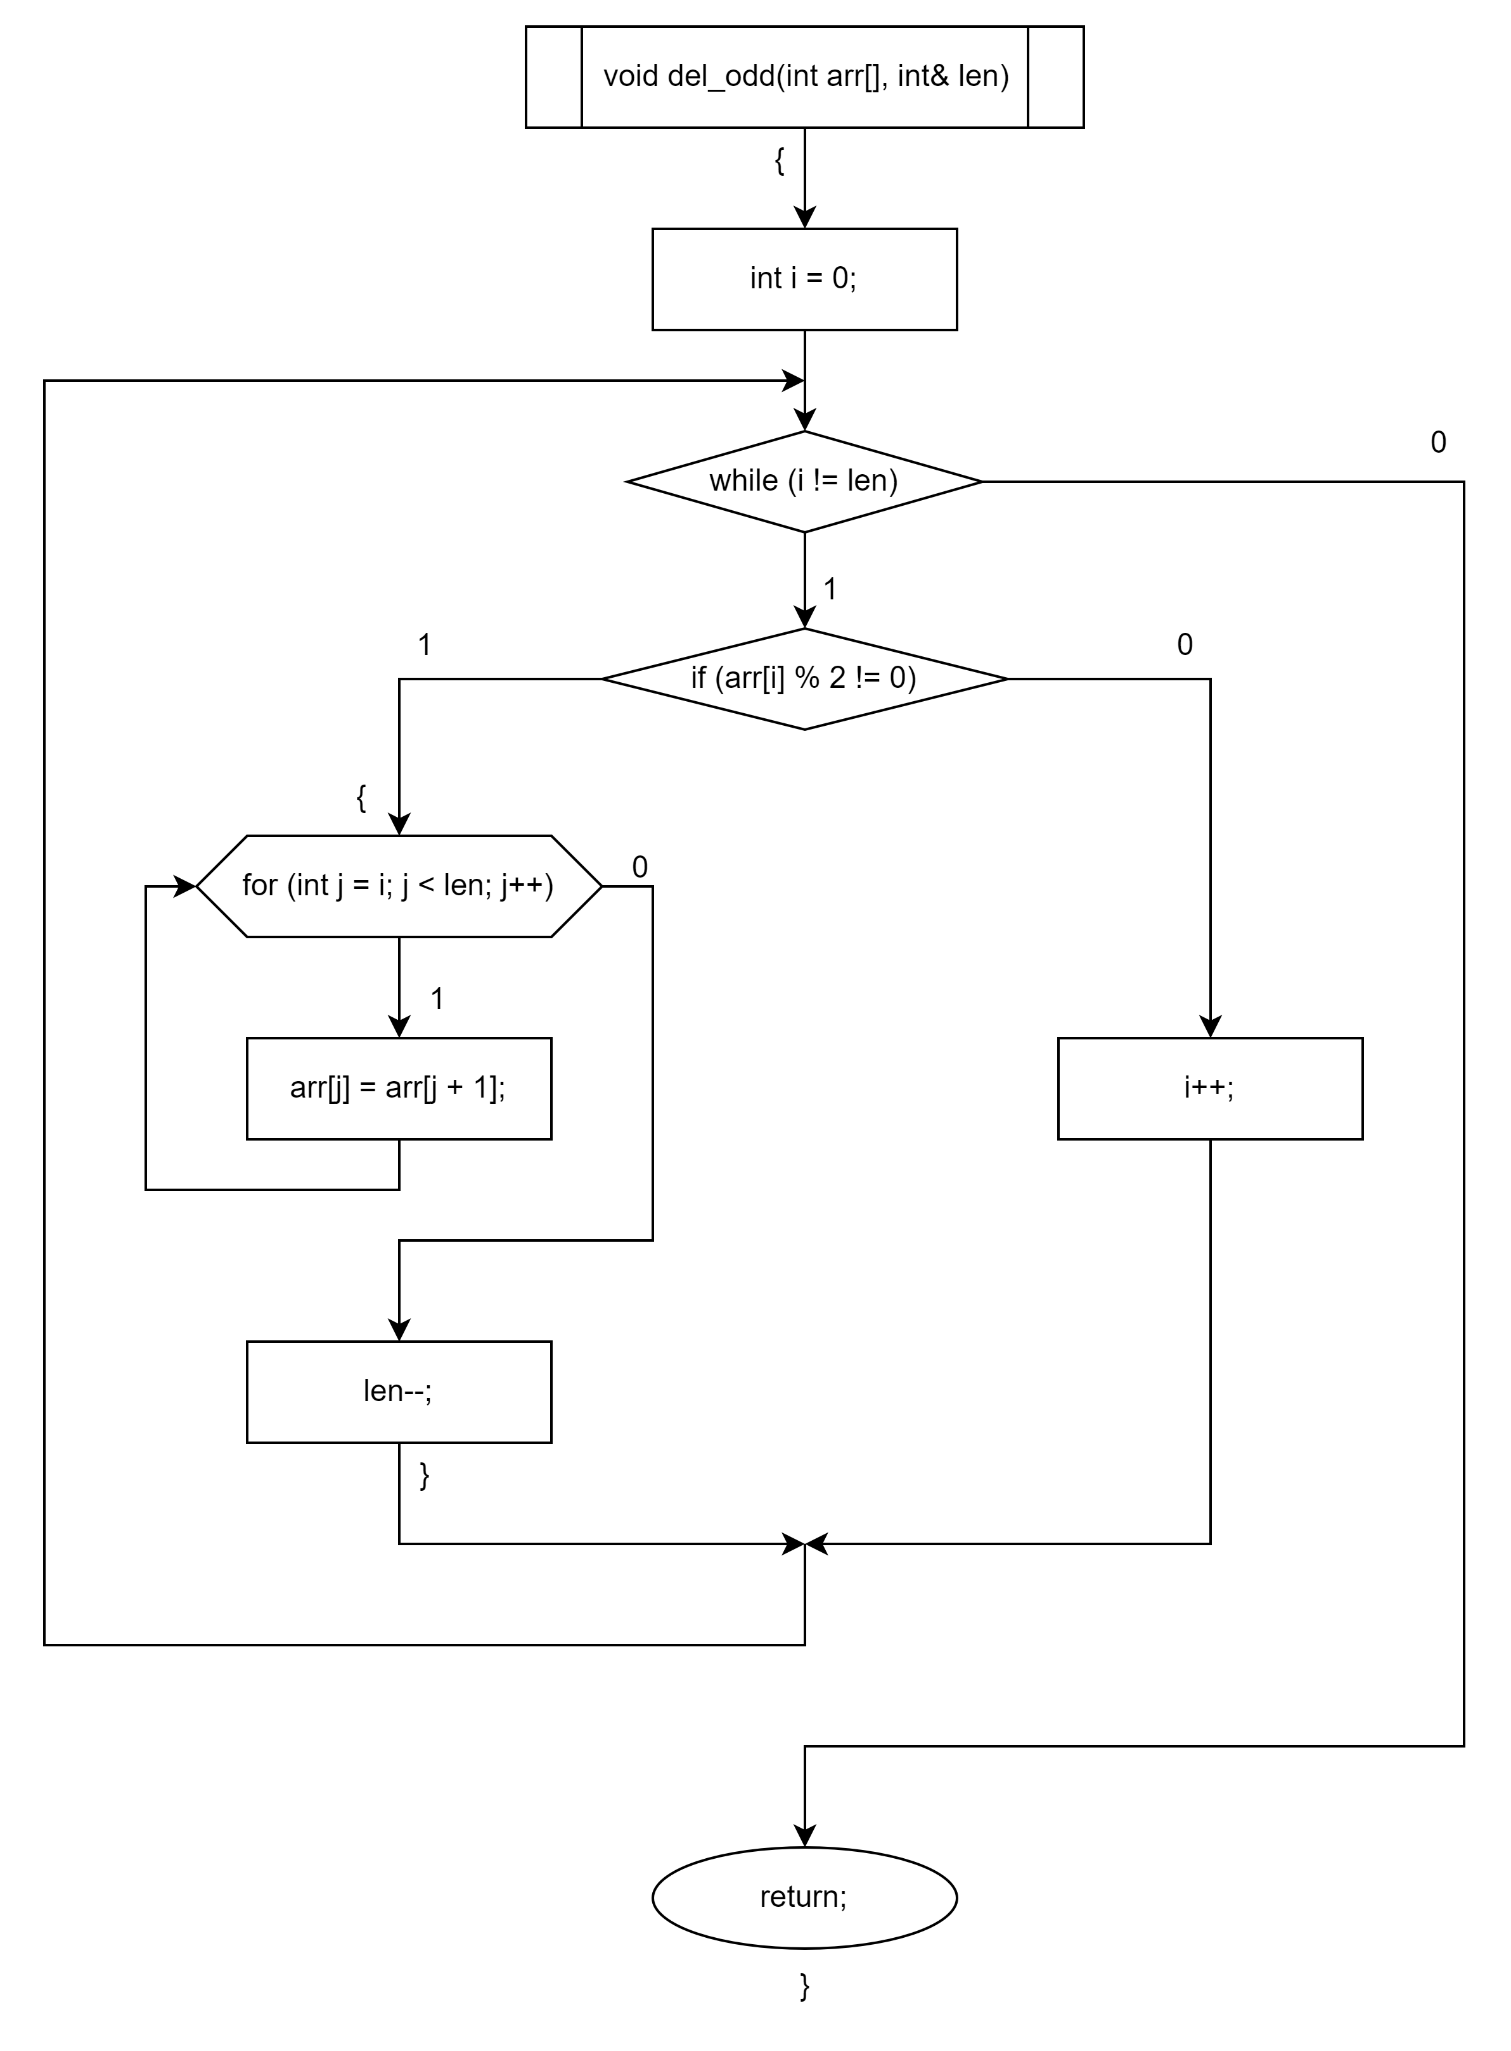 void del_odd(int arr[], int& len)
{
int i = 0;
while (i != len)
0
1
if (arr[i] % 2 != 0)
1
0
{
for (int j = i; j < len; j++)
0
1
arr[j] = arr[j + 1];
i++;
len--;
}
return;
}